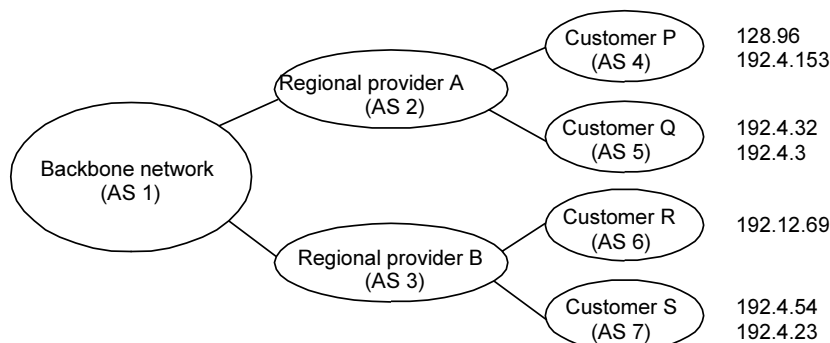 Backbone network
(AS 1)
Regional provider A
(AS 2)
Regional provider B
(AS 3)
Customer P
(AS 4)
128.96
192.4.153
Customer Q
(AS 5)
192.4.32
192.4.3
Customer R
(AS 6)
192.12.69
Customer S
(AS 7)
192.4.54
192.4.23